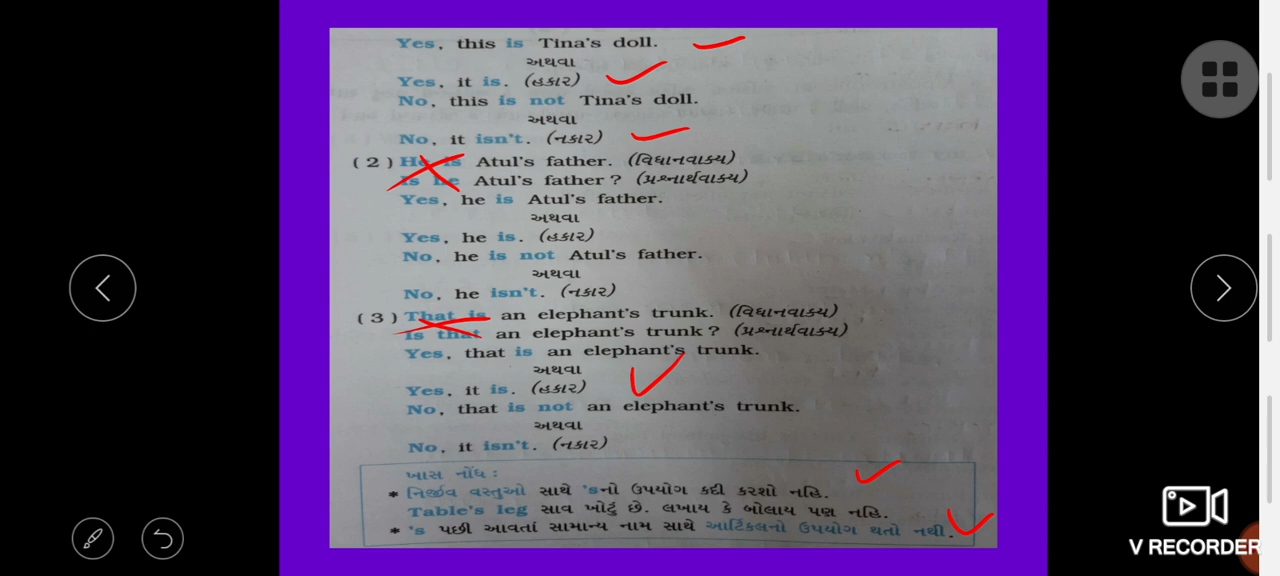 Yes, this is Tina's doll.
અથવા
Yes, it is. (હકાર)
No, this is not Tina's doll.
અથવા
No, it isn't. (નકાર)
(2) He is Atul's father. (વિધાનવાક્ય)
Is he Atul's father? (પ્રશ્નાર્થવાક્ય)
Yes, he is Atul's father.
અથવા
Yes, he is. (હકાર)
No, he is not Atul's father.
અથવા
No, he isn't. (નકાર)
(3) That is an elephant's trunk. (વિધાનવાક્ય)
Is that an elephant's trunk? (પ્રશ્નાર્થવાક્ય)
Yes, that is an elephant's trunk.
અથવા
Yes, it is. (હકાર)
No, that is not an elephant's trunk.
અથવા
No, it isn't. (નકાર)
ખાસ નોંધ :
* નિર્જીવ વસ્તુઓ સાથે 'sનો ઉપયોગ કદી કરશો નહિ.
Table's leg સાવ ખોટું છે. લખાય કે બોલાય પણ નહિ.
* 's પછી આવતાં સામાન્ય નામ સાથે આર્ટિકલનો ઉપયોગ થતો નથી.
V RECORDER